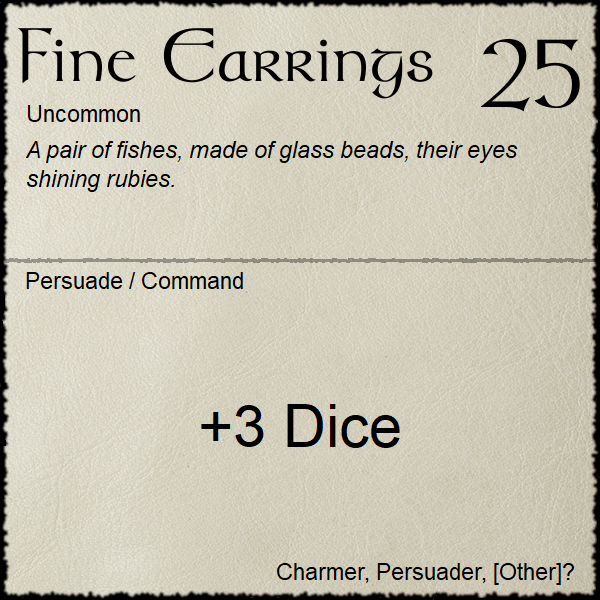 Fine Earrings
25
Uncommon
A pair of fishes, made of glass beads, their eyes
shining rubies.
Persuade / Command
+3 Dice
Charmer, Persuader, [Other]?